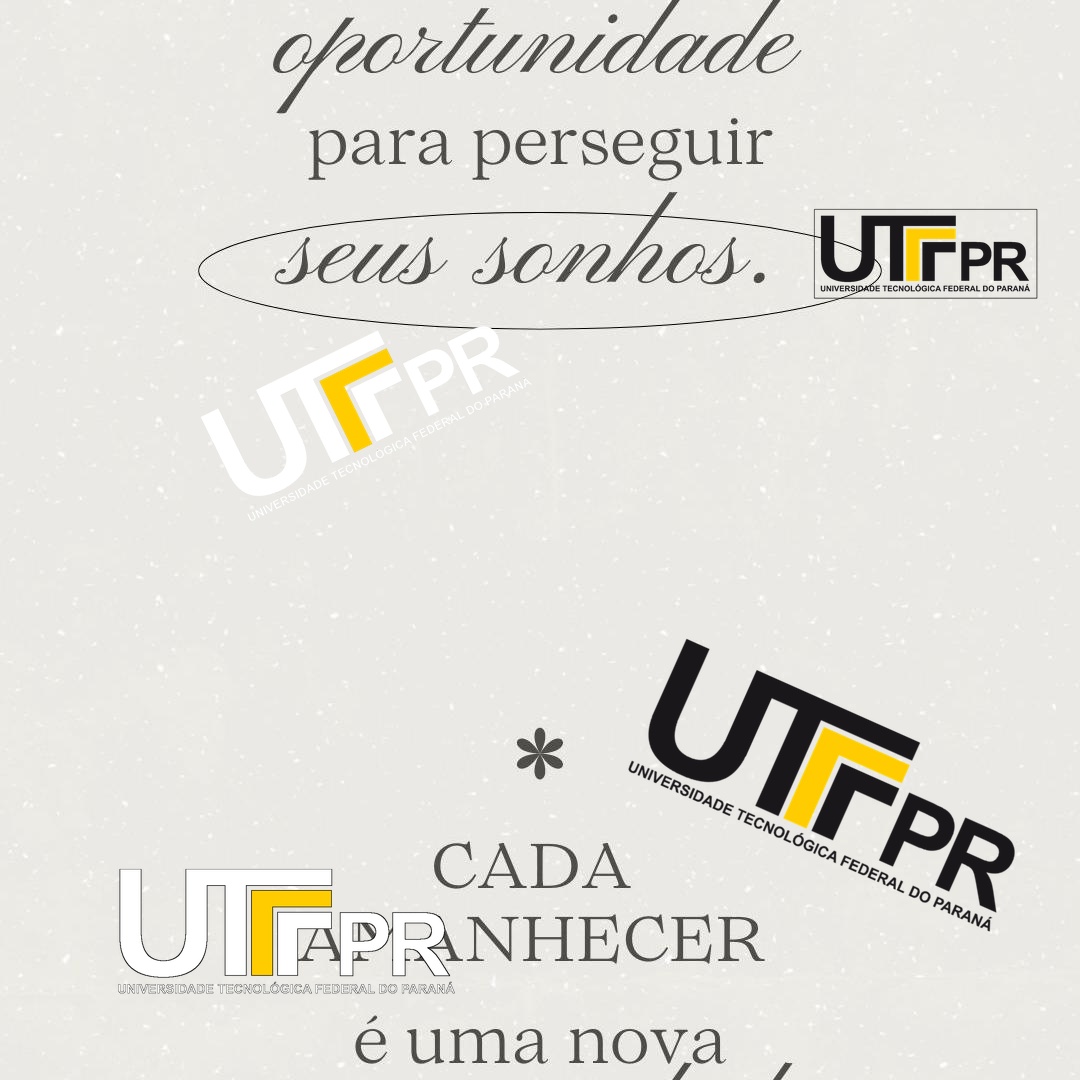 oportunidade
para perseguir
seus sonhos.
UTFPR
UNIVERSIDADE TECNOLÓGICA FEDERAL DO PARANÁ
UTFPR
UNIVERSIDADE TECNOLÓGICA FEDERAL DO PARANÁ
UTFPR
UNIVERSIDADE TECNOLÓGICA FEDERAL DO PARANÁ
*
CADA
UTFPR
AMANHECER
UNIVERSIDADE TECNOLÓGICA FEDERAL DO PARANÁ
é uma nova